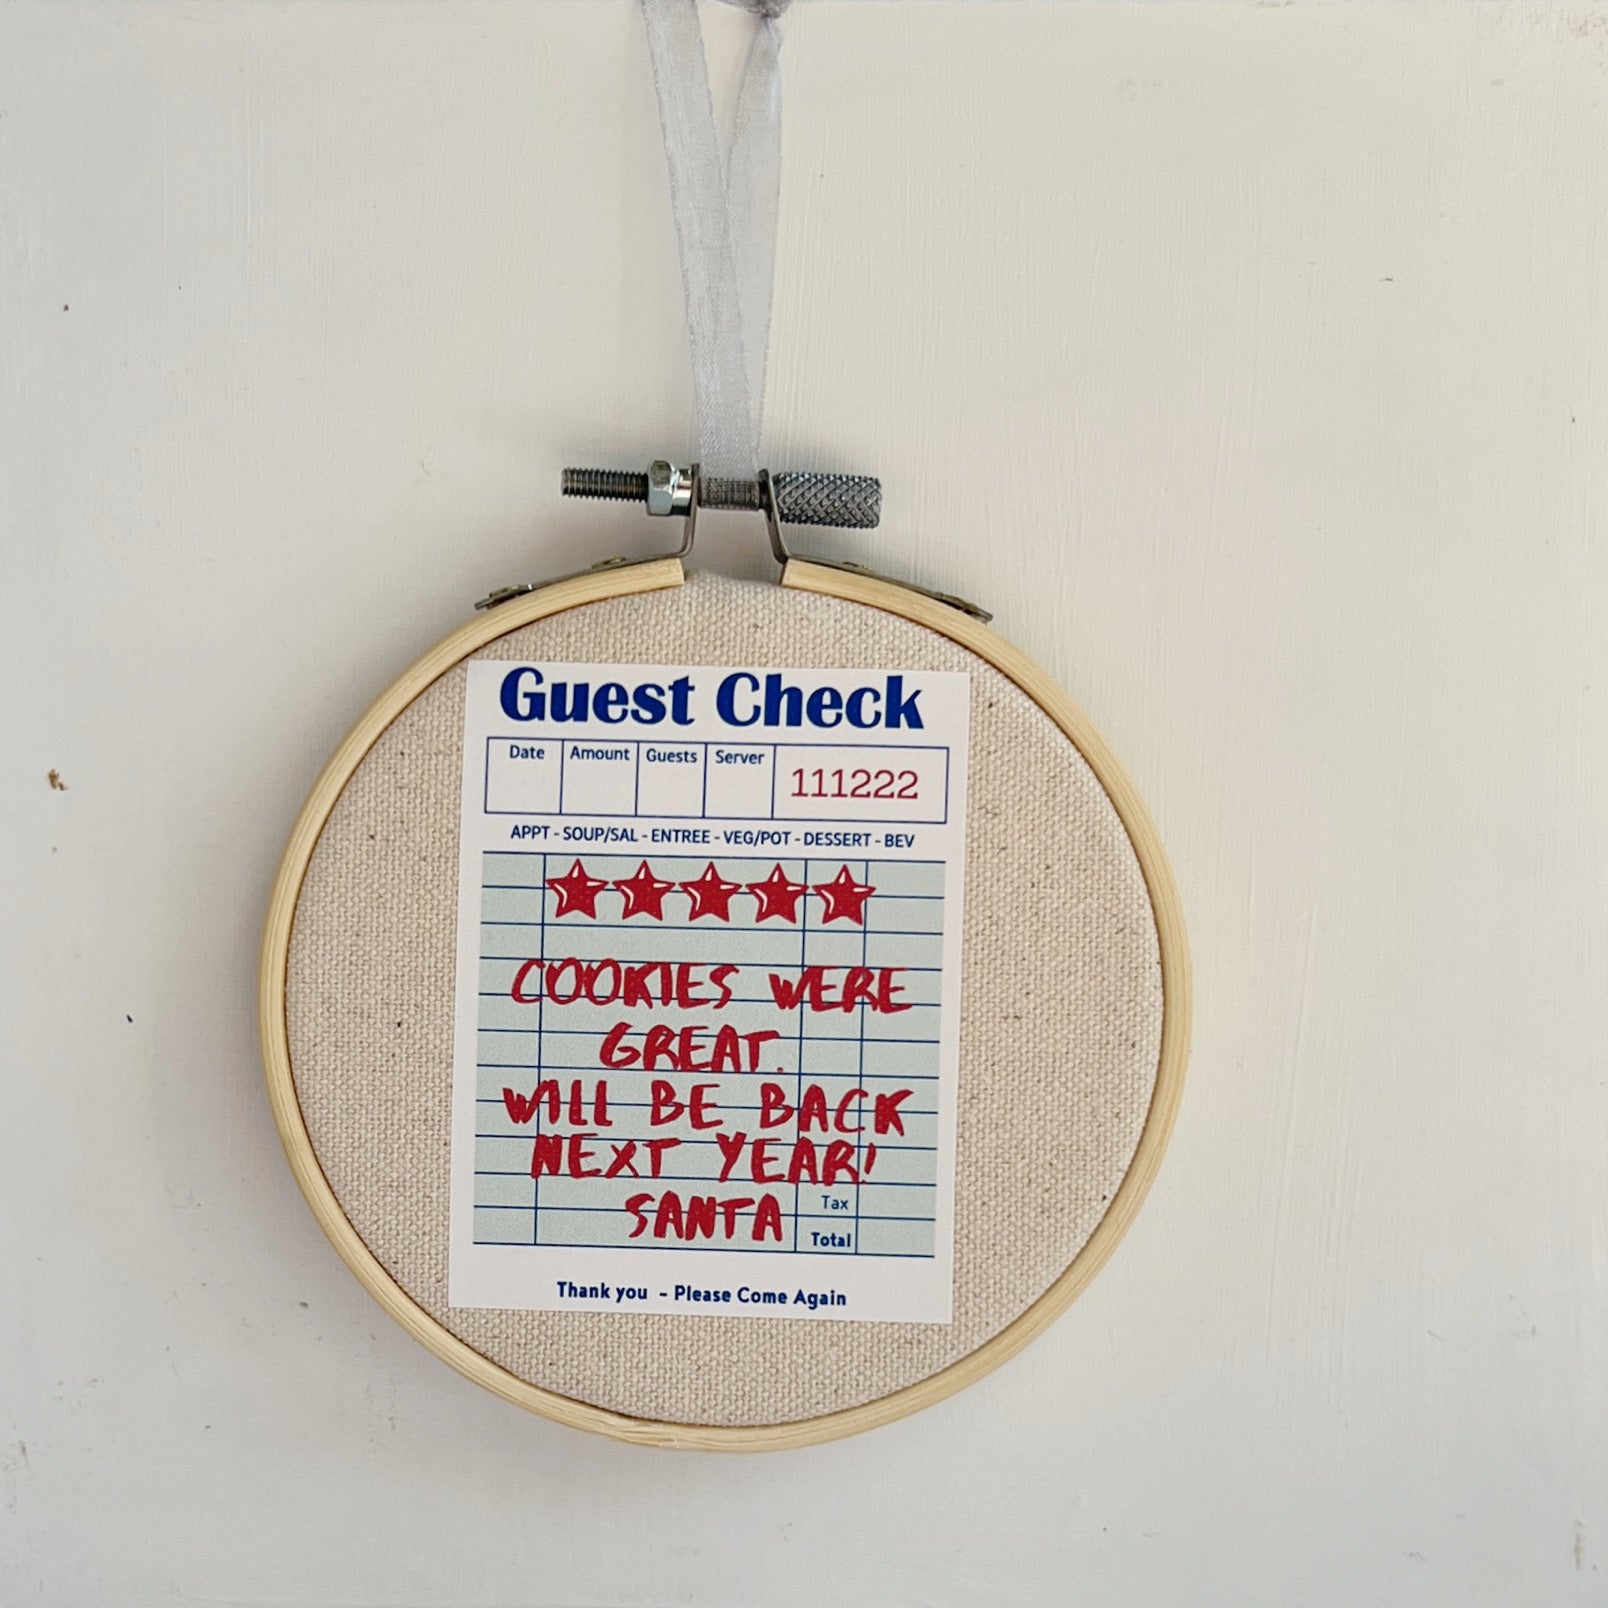 Guest Check
Date Amount Guests Server 111222
APPT - SOUP/SAL - ENTREE - VEG/POT - DESSERT - BEV
COOKIES WERE
GREAT.
WILL BE BACK
NEXT YEAR!
SANTA
Tax
Total
Thank you - Please Come Again